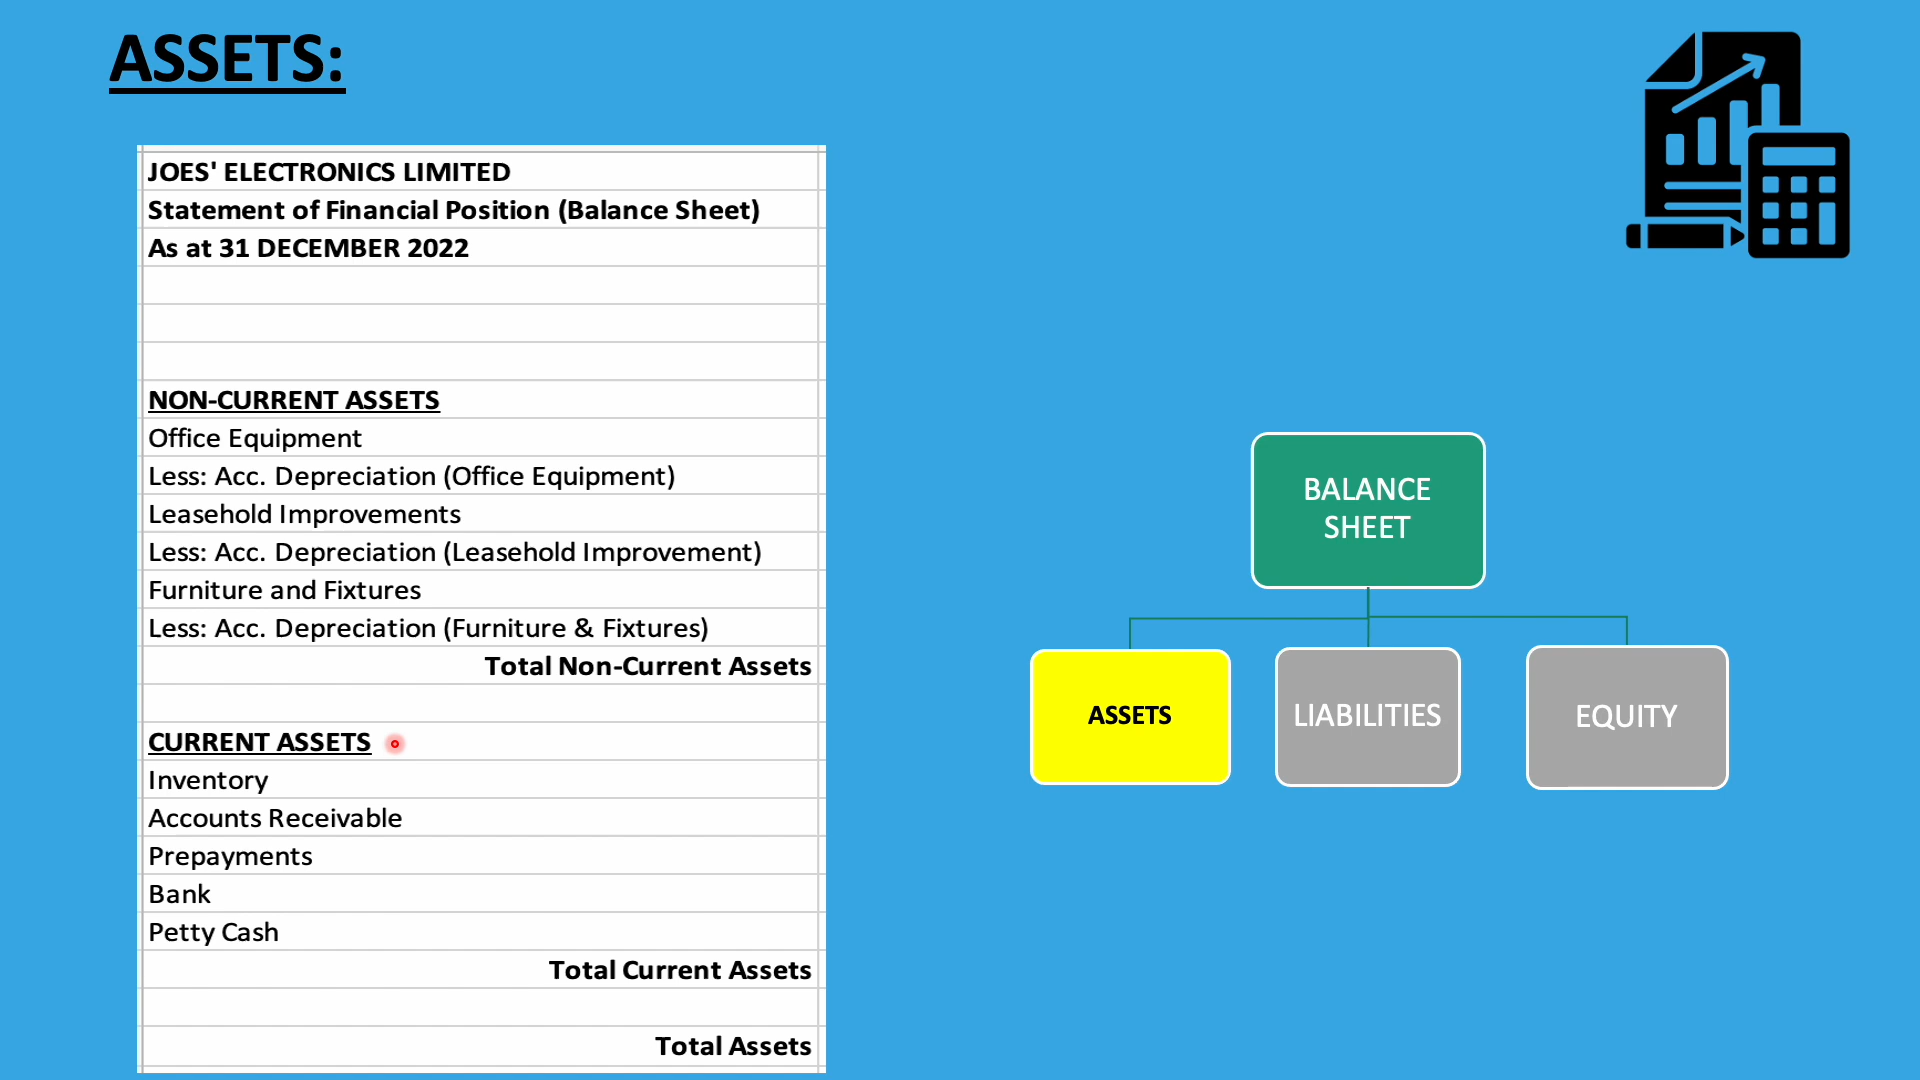 ASSETS:
JOES' ELECTRONICS LIMITED
Statement of Financial Position (Balance Sheet)
As at 31 DECEMBER 2022
NON-CURRENT ASSETS
Office Equipment
Less: Acc. Depreciation (Office Equipment)
Leasehold Improvements
Less: Acc. Depreciation (Leasehold Improvement)
Furniture and Fixtures
Less: Acc. Depreciation (Furniture & Fixtures)
Total Non-Current Assets
CURRENT ASSETS
Inventory
Accounts Receivable
Prepayments
Bank
Petty Cash
Total Current Assets
Total Assets
BALANCE
SHEET
ASSETS
LIABILITIES
EQUITY